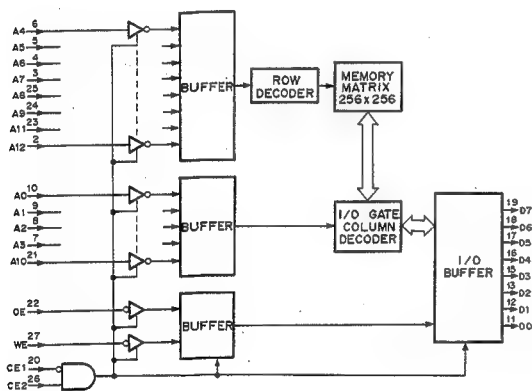 A4 6
A5 5
A6 4
A7 3
A8 25
A9 24
A11 23
A12 2
BUFFER
ROW
DECODER
MEMORY
MATRIX
256x256
A0 10
A1 9
A2 8
A3 7
A10 21
BUFFER
I/O GATE
COLUMN
DECODER
I/O
BUFFER
19 D7
18 D6
17 D5
16 D4
15 D3
13 D2
12 D1
11 D0
OE 22
WE 27
BUFFER
CE1 20
CE2 26